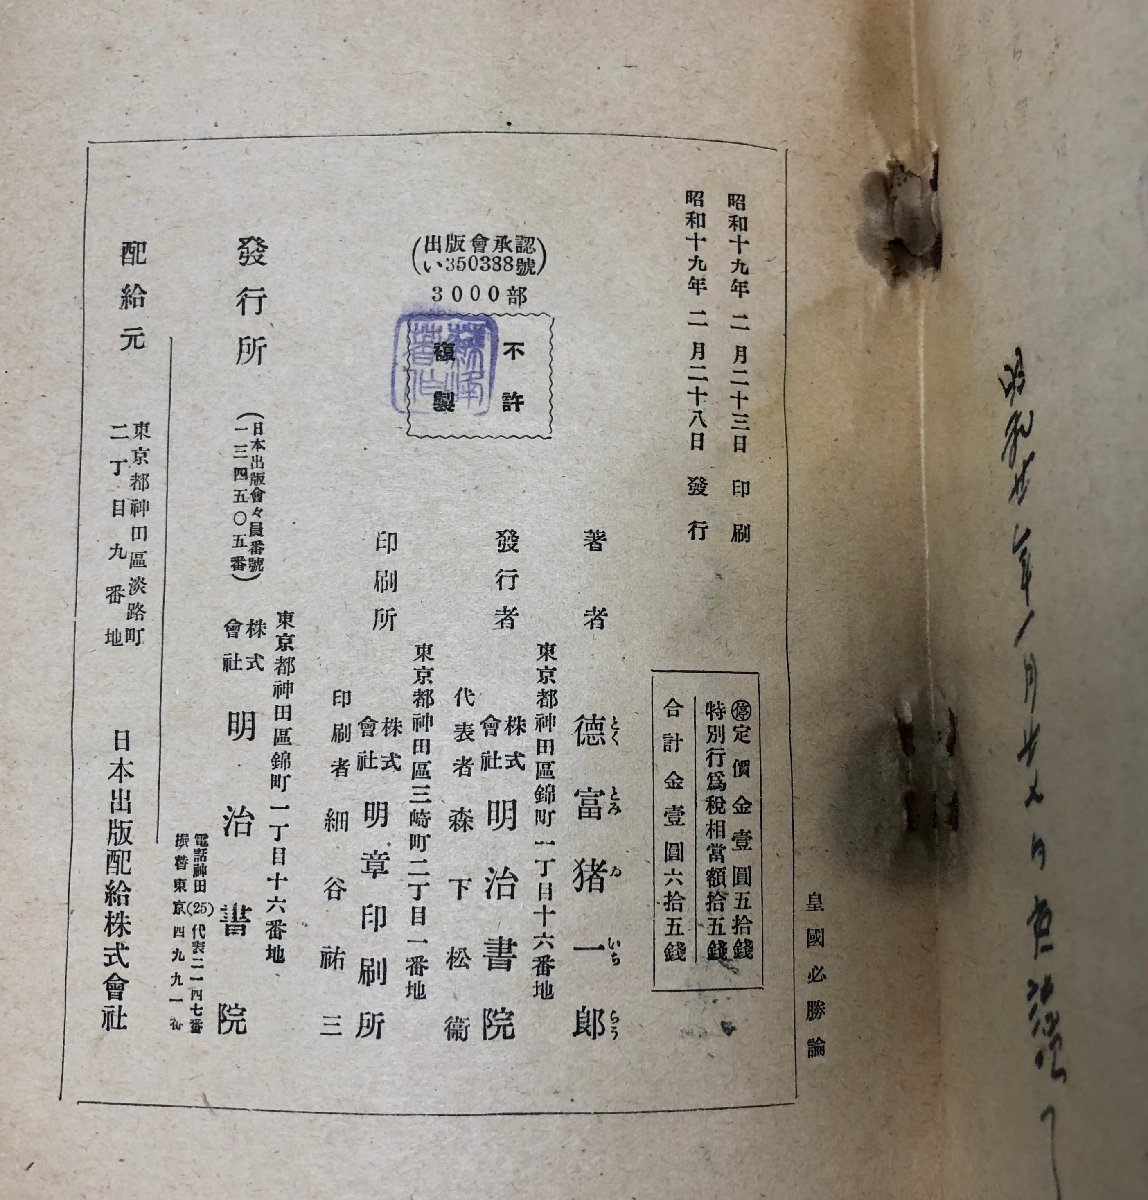 皇國必勝論
昭和十九年二月二十三日印刷
昭和十九年二月二十八日發行
停定價金壹圓五拾錢
特別行爲税相當額拾五錢
合計金壹圓六拾五錢
(出版會承認
い350388號)
3000部
不許
複製
著者 德富猪一郎
とくとみゐいちらう
東京都神田區錦町一丁目十六番地
發行者 株式會社 明治書院
代表者 森下松衞
東京都神田區三崎町二丁目一番地
印刷所 株式會社 明章印刷所
印刷者 細谷祐三
東京都神田區錦町一丁目十六番地
發行所 (日本出版會々員番號
一三四五〇五番)
株式會社 明治書院
電話神田(25)代表二一四七番
振替東京四九九一番
配給元 東京都神田區淡路町
二丁目九番地
日本出版配給株式會社